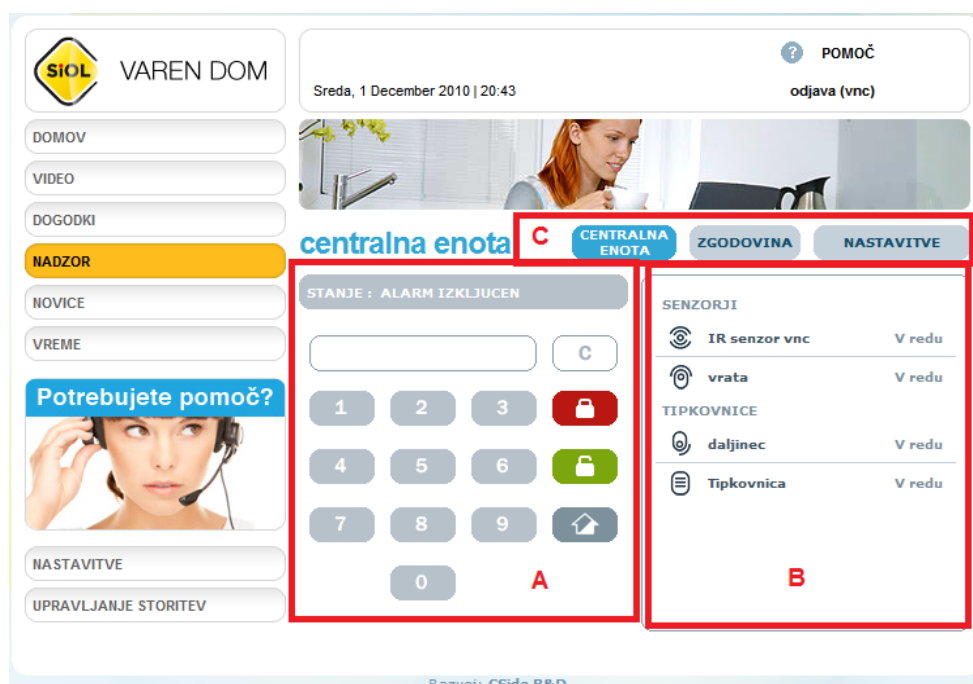 SiOL
VAREN DOM
POMOČ
Sreda, 1 December 2010 | 20:43
odjava (vnc)
DOMOV
VIDEO
DOGODKI
NADZOR
NOVICE
VREME
Potrebujete pomoč?
NASTAVITVE
UPRAVLJANJE STORITEV
centralna enota
C
CENTRALNA
ENOTA
ZGODOVINA
NASTAVITVE
STANJE : ALARM IZKLJUCEN
C
1 2 3
4 5 6
7 8 9
0
A
SENZORJI
IR senzor vnc V redu
vrata V redu
TIPKOVNICE
daljinec V redu
Tipkovnica V redu
B
Razvoj: CSide R&D